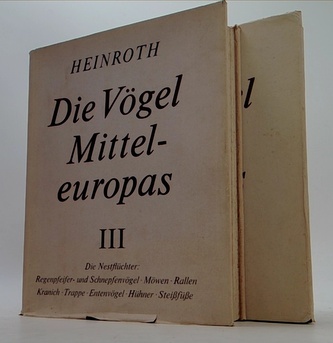 HEINROTH
Die Vögel
Mittel-
europas
III
Die Nestflüchter:
Regenpfeifer- und Schnepfenvögel · Möwen · Rallen
Kranich · Trappe · Entenvögel · Hühner · Steißfüße